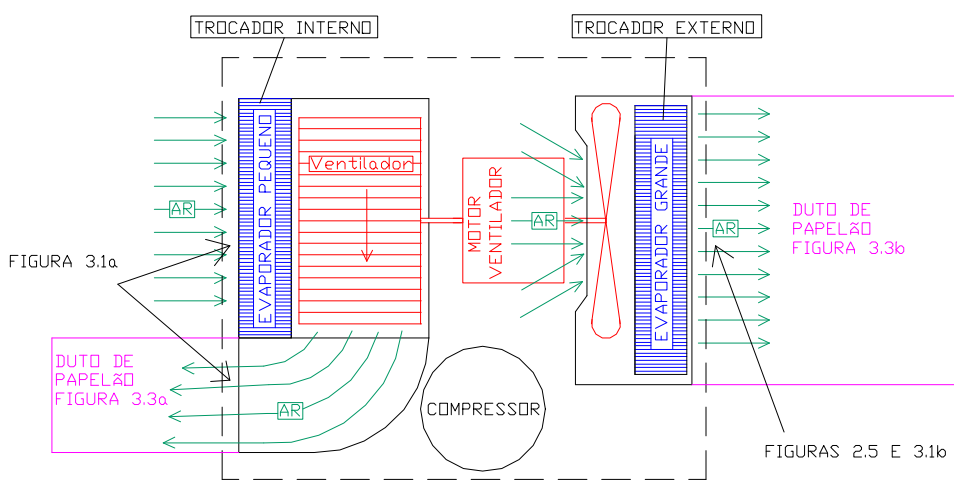 TROCADOR INTERNO
TROCADOR EXTERNO
EVAPORADOR PEQUENO
Ventilador
AR
MOTOR
VENTILADOR
AR
EVAPORADOR GRANDE
AR
DUTO DE
PAPELÃO
FIGURA 3.3b
FIGURA 3.1a
DUTO DE
PAPELÃO
FIGURA 3.3a
AR
COMPRESSOR
FIGURAS 2.5 E 3.1b